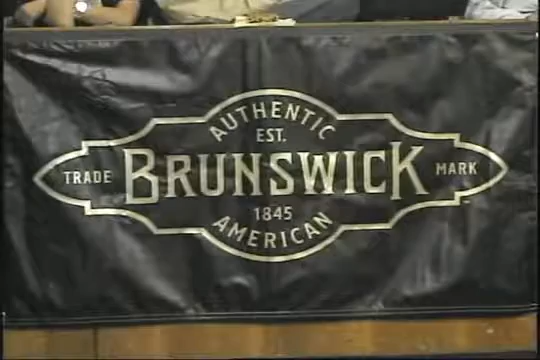 AUTHENTIC
EST.
TRADE BRUNSWICK MARK
1845
AMERICAN